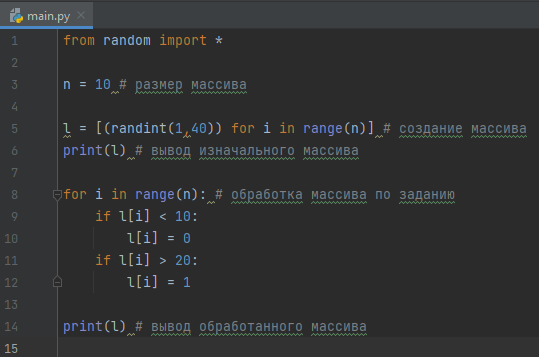 main.py
1 from random import *
2
3 n = 10 # размер массива
4
5 l = [(randint(1,40)) for i in range(n)] # создание массива
6 print(l) # вывод изначального массива
7
8 for i in range(n): # обработка массива по заданию
9 if l[i] < 10:
10 l[i] = 0
11 if l[i] > 20:
12 l[i] = 1
13
14 print(l) # вывод обработанного массива
15